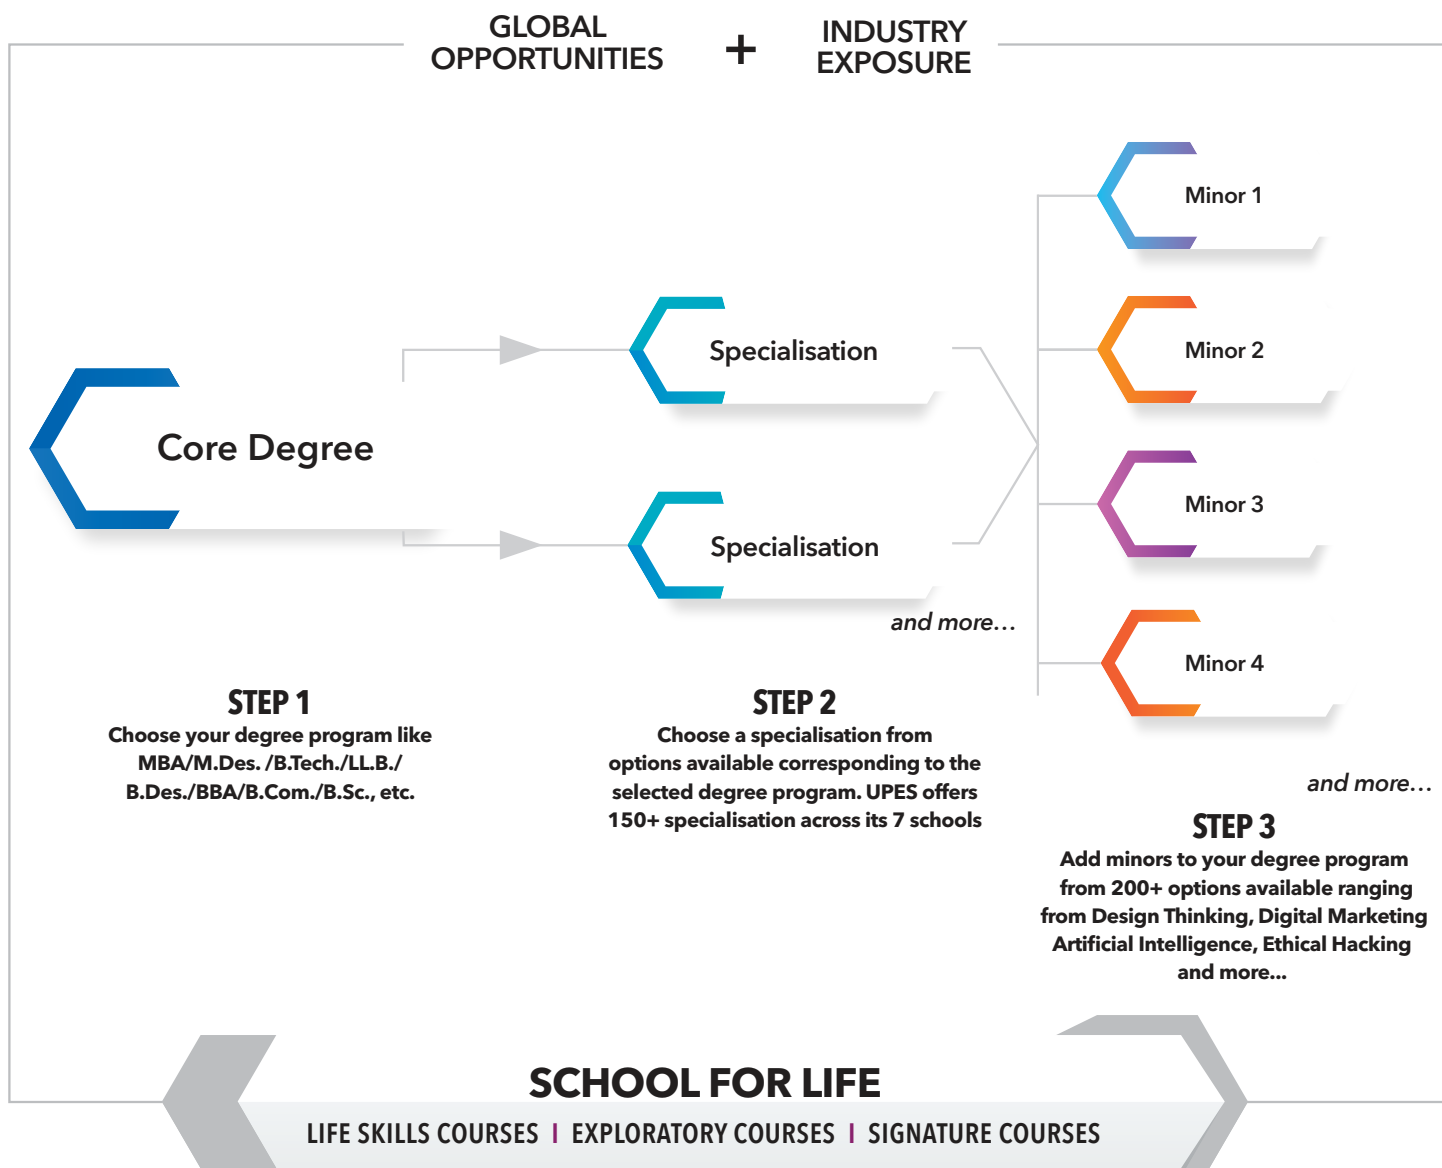 GLOBAL
OPPORTUNITIES
+
INDUSTRY
EXPOSURE
Core Degree
Specialisation
Specialisation
and more...
Minor 1
Minor 2
Minor 3
Minor 4
and more...
STEP 1
Choose your degree program like
MBA/M.Des. /B.Tech./LL.B./
B.Des./BBA/B.Com./B.Sc., etc.
STEP 2
Choose a specialisation from
options available corresponding to the
selected degree program. UPES offers
150+ specialisation across its 7 schools
STEP 3
Add minors to your degree program
from 200+ options available ranging
from Design Thinking, Digital Marketing
Artificial Intelligence, Ethical Hacking
and more...
SCHOOL FOR LIFE
LIFE SKILLS COURSES I EXPLORATORY COURSES I SIGNATURE COURSES